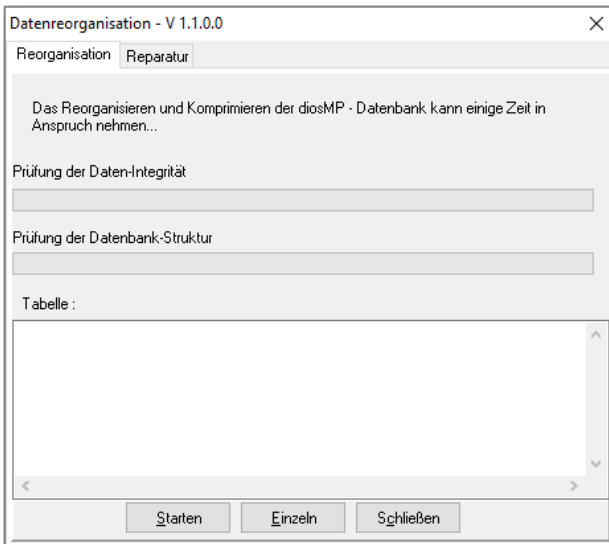 Datenreorganisation - V 1.1.0.0
Reorganisation Reparatur
Das Reorganisieren und Komprimieren der diosMP - Datenbank kann einige Zeit in
Anspruch nehmen...
Prüfung der Daten-Integrität
Prüfung der Datenbank-Struktur
Tabelle :
Starten Einzeln Schließen